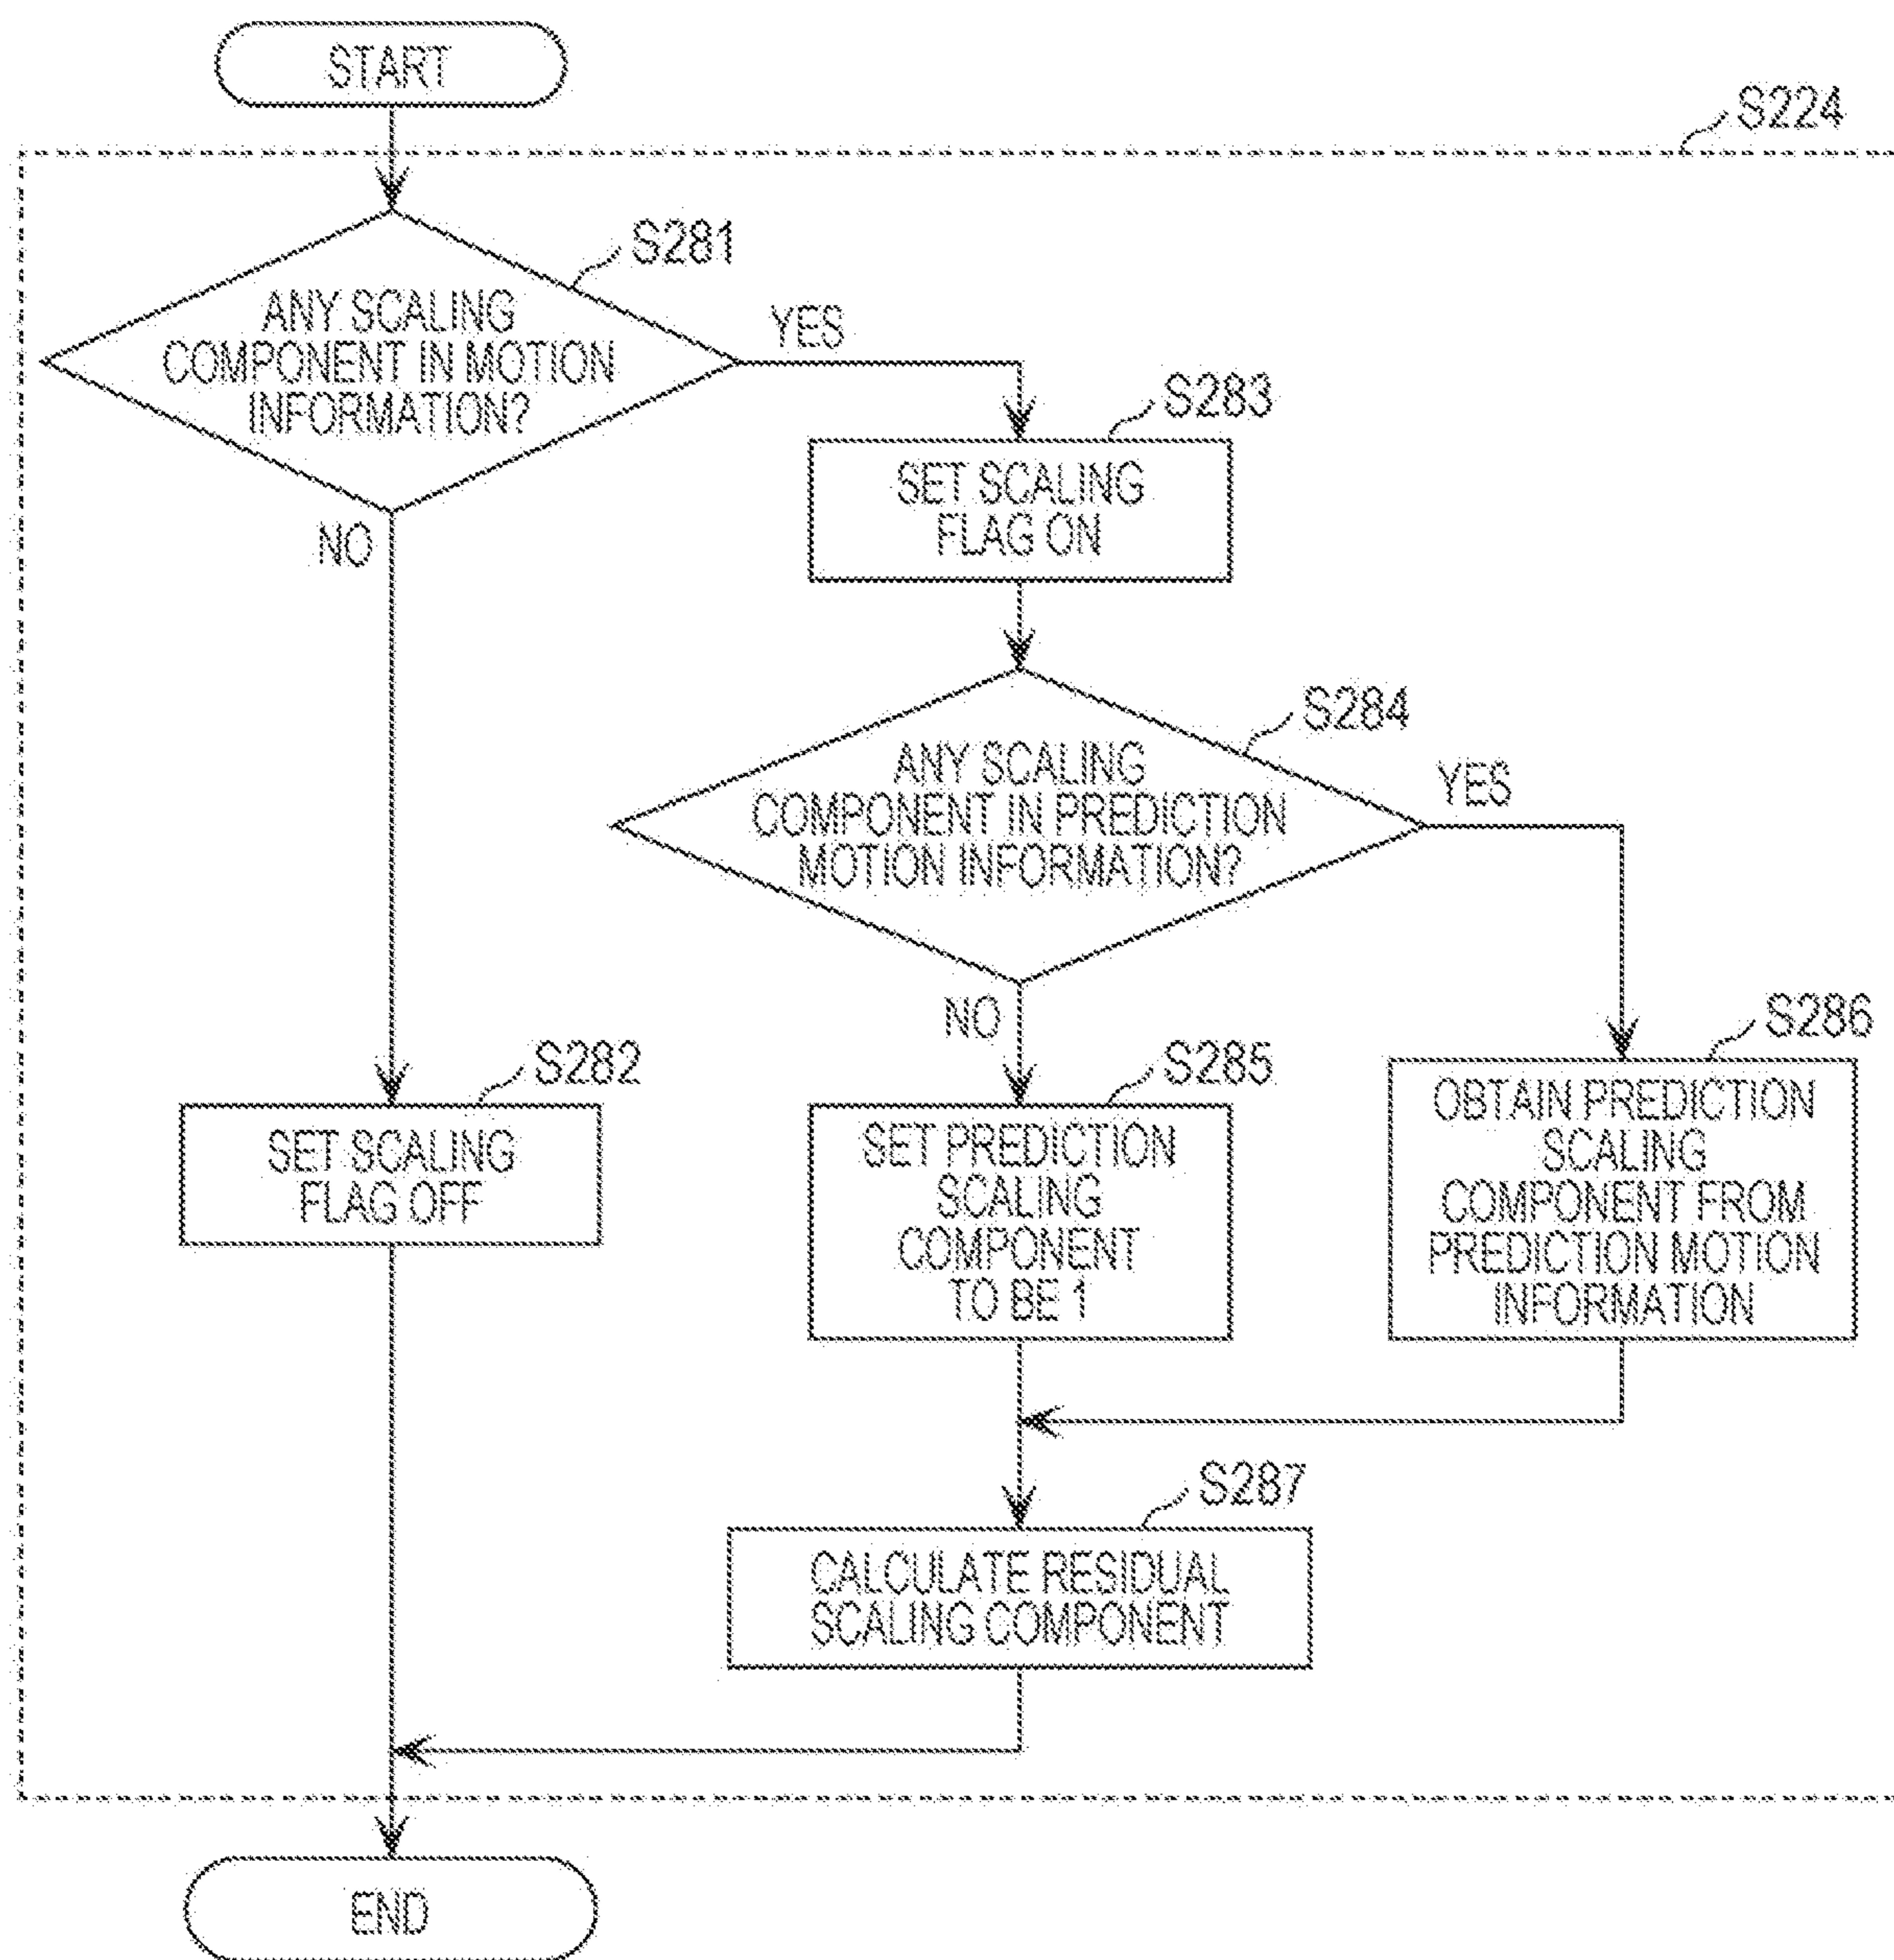 START
S224
S281
ANY SCALING
COMPONENT IN MOTION
INFORMATION?
YES
NO
S283
SET SCALING
FLAG ON
S284
ANY SCALING
COMPONENT IN PREDICTION
MOTION INFORMATION?
YES
NO
S282
SET SCALING
FLAG OFF
S285
SET PREDICTION
SCALING
COMPONENT
TO BE 1
S286
OBTAIN PREDICTION
SCALING
COMPONENT FROM
PREDICTION MOTION
INFORMATION
S287
CALCULATE RESIDUAL
SCALING COMPONENT
END